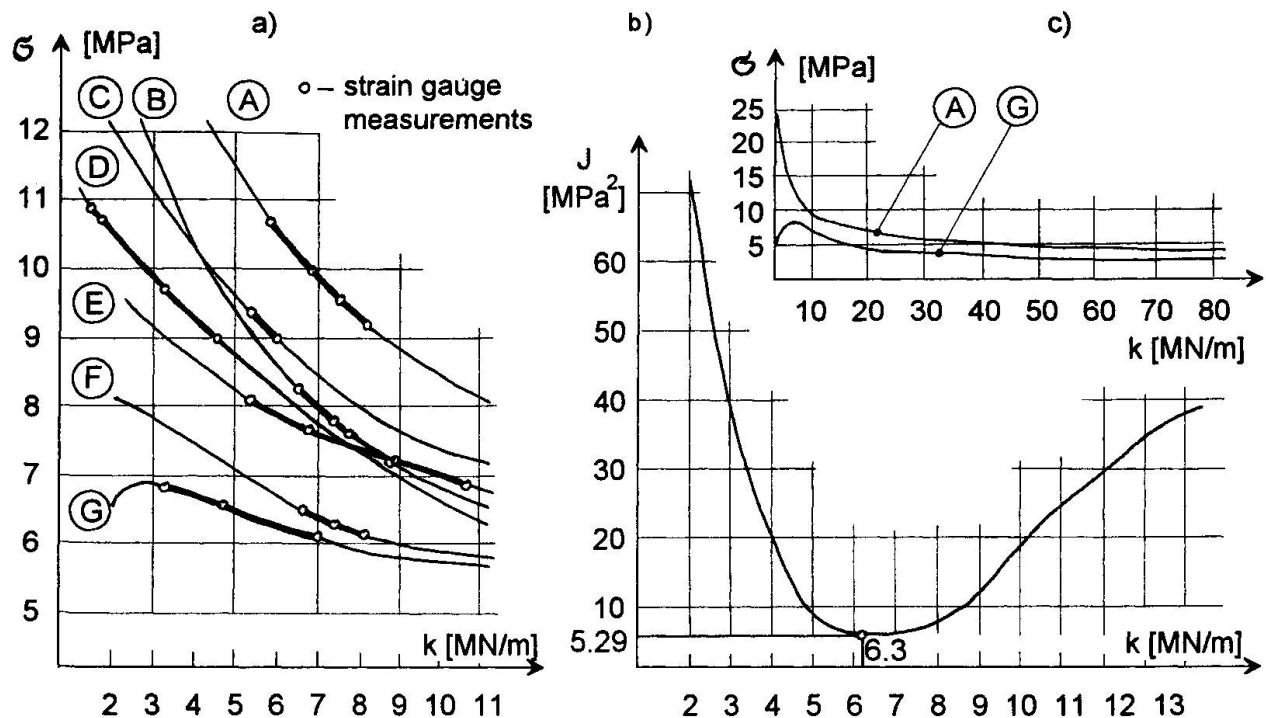 a)
б [MPa]
C B A
o – strain gauge
measurements
12
D
11
10
E
9
F
8
7
G
6
5
k [MN/m]
2 3 4 5 6 7 8 9 10 11
b)
J
[MPa²]
60
50
40
30
20
10
5.29
6.3
k [MN/m]
2 3 4 5 6 7 8 9 10 11 12 13
c)
б [MPa]
A G
25
20
15
10
5
10 20 30 40 50 60 70 80
k [MN/m]